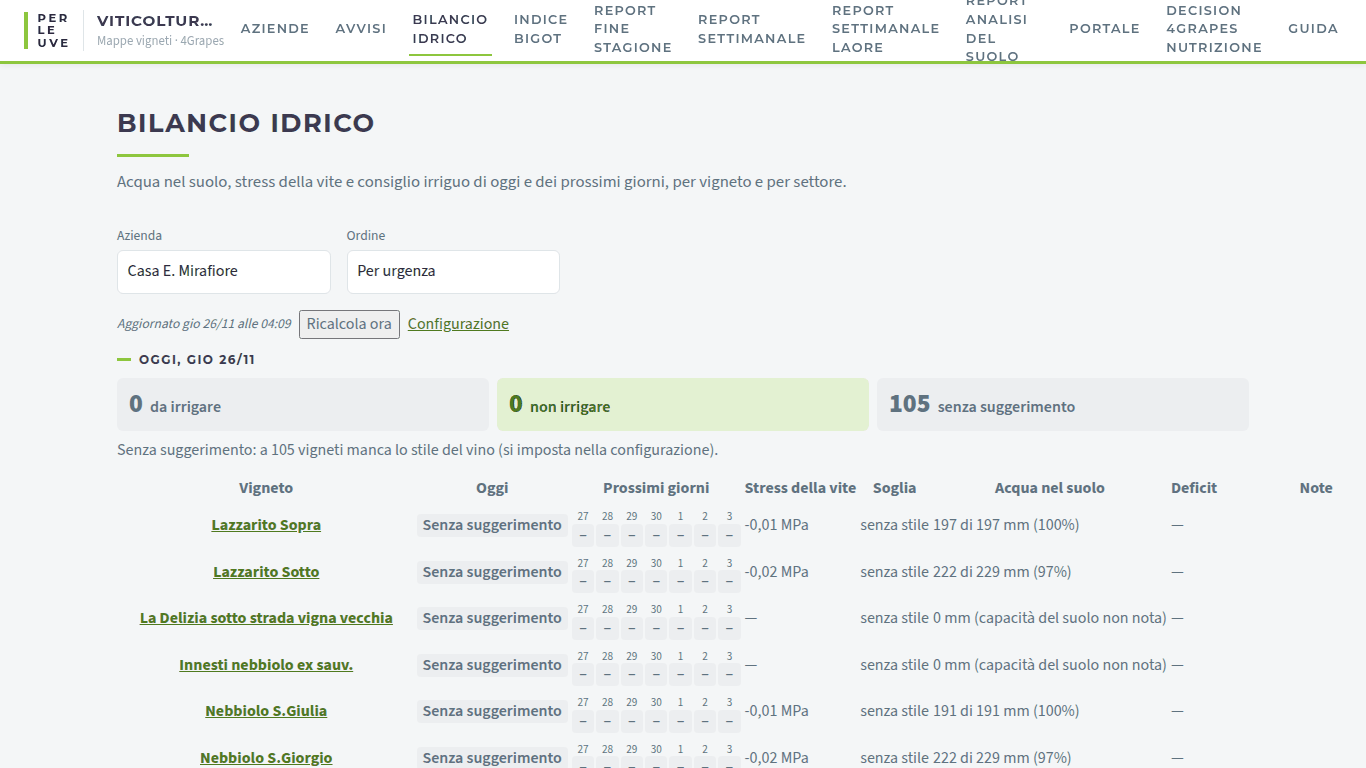 PER
LE
UVE
VITICOLTUR...
Mappe vigneti · 4Grapes
AZIENDE
AVVISI
BILANCIO
IDRICO
INDICE
BIGOT
REPORT
FINE
STAGIONE
REPORT
SETTIMANALE
REPORT
SETTIMANALE
LAORE
REPORT
ANALISI
DEL
SUOLO
PORTALE
DECISION
4GRAPES
NUTRIZIONE
GUIDA
BILANCIO IDRICO
Acqua nel suolo, stress della vite e consiglio irriguo di oggi e dei prossimi giorni, per vigneto e per settore.
Azienda Ordine
Casa E. Mirafiore Per urgenza
Aggiornato gio 26/11 alle 04:09 Ricalcola ora Configurazione
OGGI, GIO 26/11
0 da irrigare 0 non irrigare 105 senza suggerimento
Senza suggerimento: a 105 vigneti manca lo stile del vino (si imposta nella configurazione).
Vigneto Oggi Prossimi giorni Stress della vite Soglia Acqua nel suolo Deficit Note
27 28 29 30 1 2 3
Lazzarito Sopra Senza suggerimento – – – – – – – -0,01 MPa senza stile 197 di 197 mm (100%) —
27 28 29 30 1 2 3
Lazzarito Sotto Senza suggerimento – – – – – – – -0,02 MPa senza stile 222 di 229 mm (97%) —
27 28 29 30 1 2 3
La Delizia sotto strada vigna vecchia Senza suggerimento – – – – – – – — senza stile 0 mm (capacità del suolo non nota) —
27 28 29 30 1 2 3
Innesti nebbiolo ex sauv. Senza suggerimento – – – – – – – — senza stile 0 mm (capacità del suolo non nota) —
27 28 29 30 1 2 3
Nebbiolo S.Giulia Senza suggerimento – – – – – – – -0,01 MPa senza stile 191 di 191 mm (100%) —
27 28 29 30 1 2 3
Nebbiolo S.Giorgio Senza suggerimento – – – – – – – -0,02 MPa senza stile 222 di 229 mm (97%) —